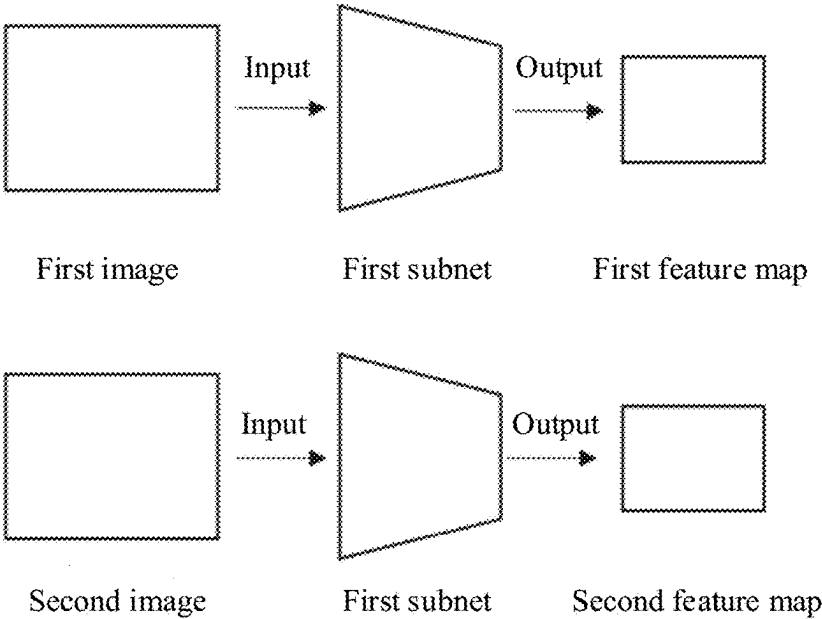 Input Output
First image First subnet First feature map
Input Output
Second image First subnet Second feature map